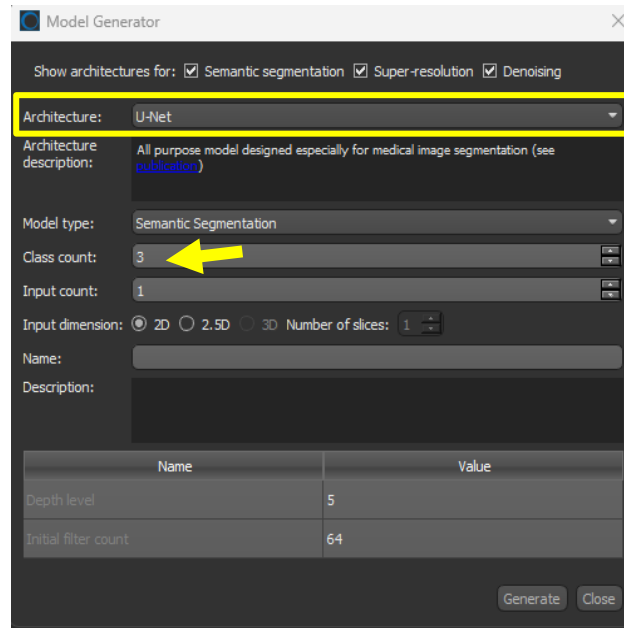 Model Generator
Show architectures for: Semantic segmentation Super-resolution Denoising
Architecture: U-Net
Architecture description: All purpose model designed especially for medical image segmentation (see publication)
Model type: Semantic Segmentation
Class count: 3
Input count: 1
Input dimension: 2D 2.5D 3D Number of slices: 1
Name:
Description:
Name Value
Depth level 5
Initial filter count 64
Generate Close